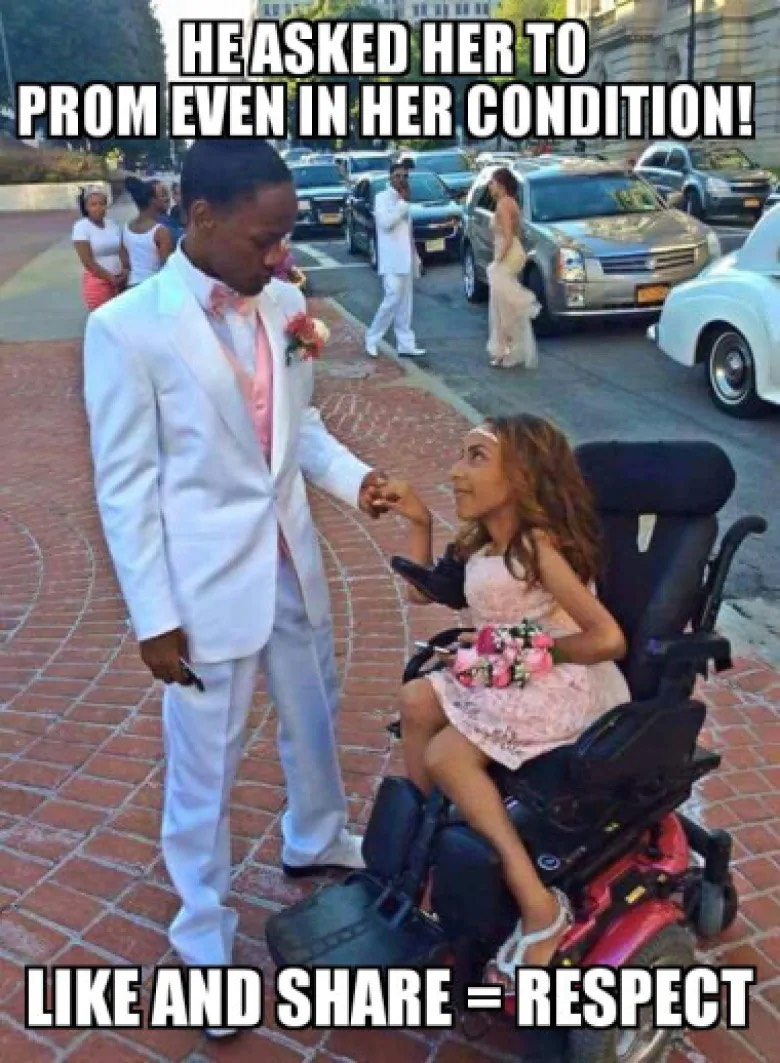 HE ASKED HER TO
PROM EVEN IN HER CONDITION!
LIKE AND SHARE = RESPECT